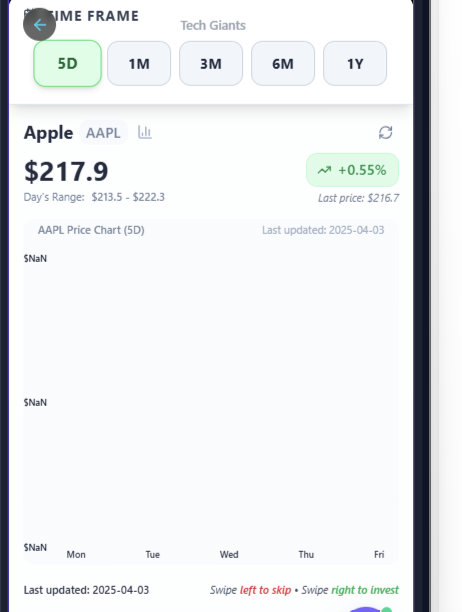 TIME FRAME
Tech Giants
5D 1M 3M 6M 1Y
Apple AAPL
$217.9 +0.55%
Day's Range: $213.5 - $222.3 Last price: $216.7
AAPL Price Chart (5D) Last updated: 2025-04-03
$NaN
$NaN
$NaN
Mon Tue Wed Thu Fri
Last updated: 2025-04-03 Swipe left to skip • Swipe right to invest